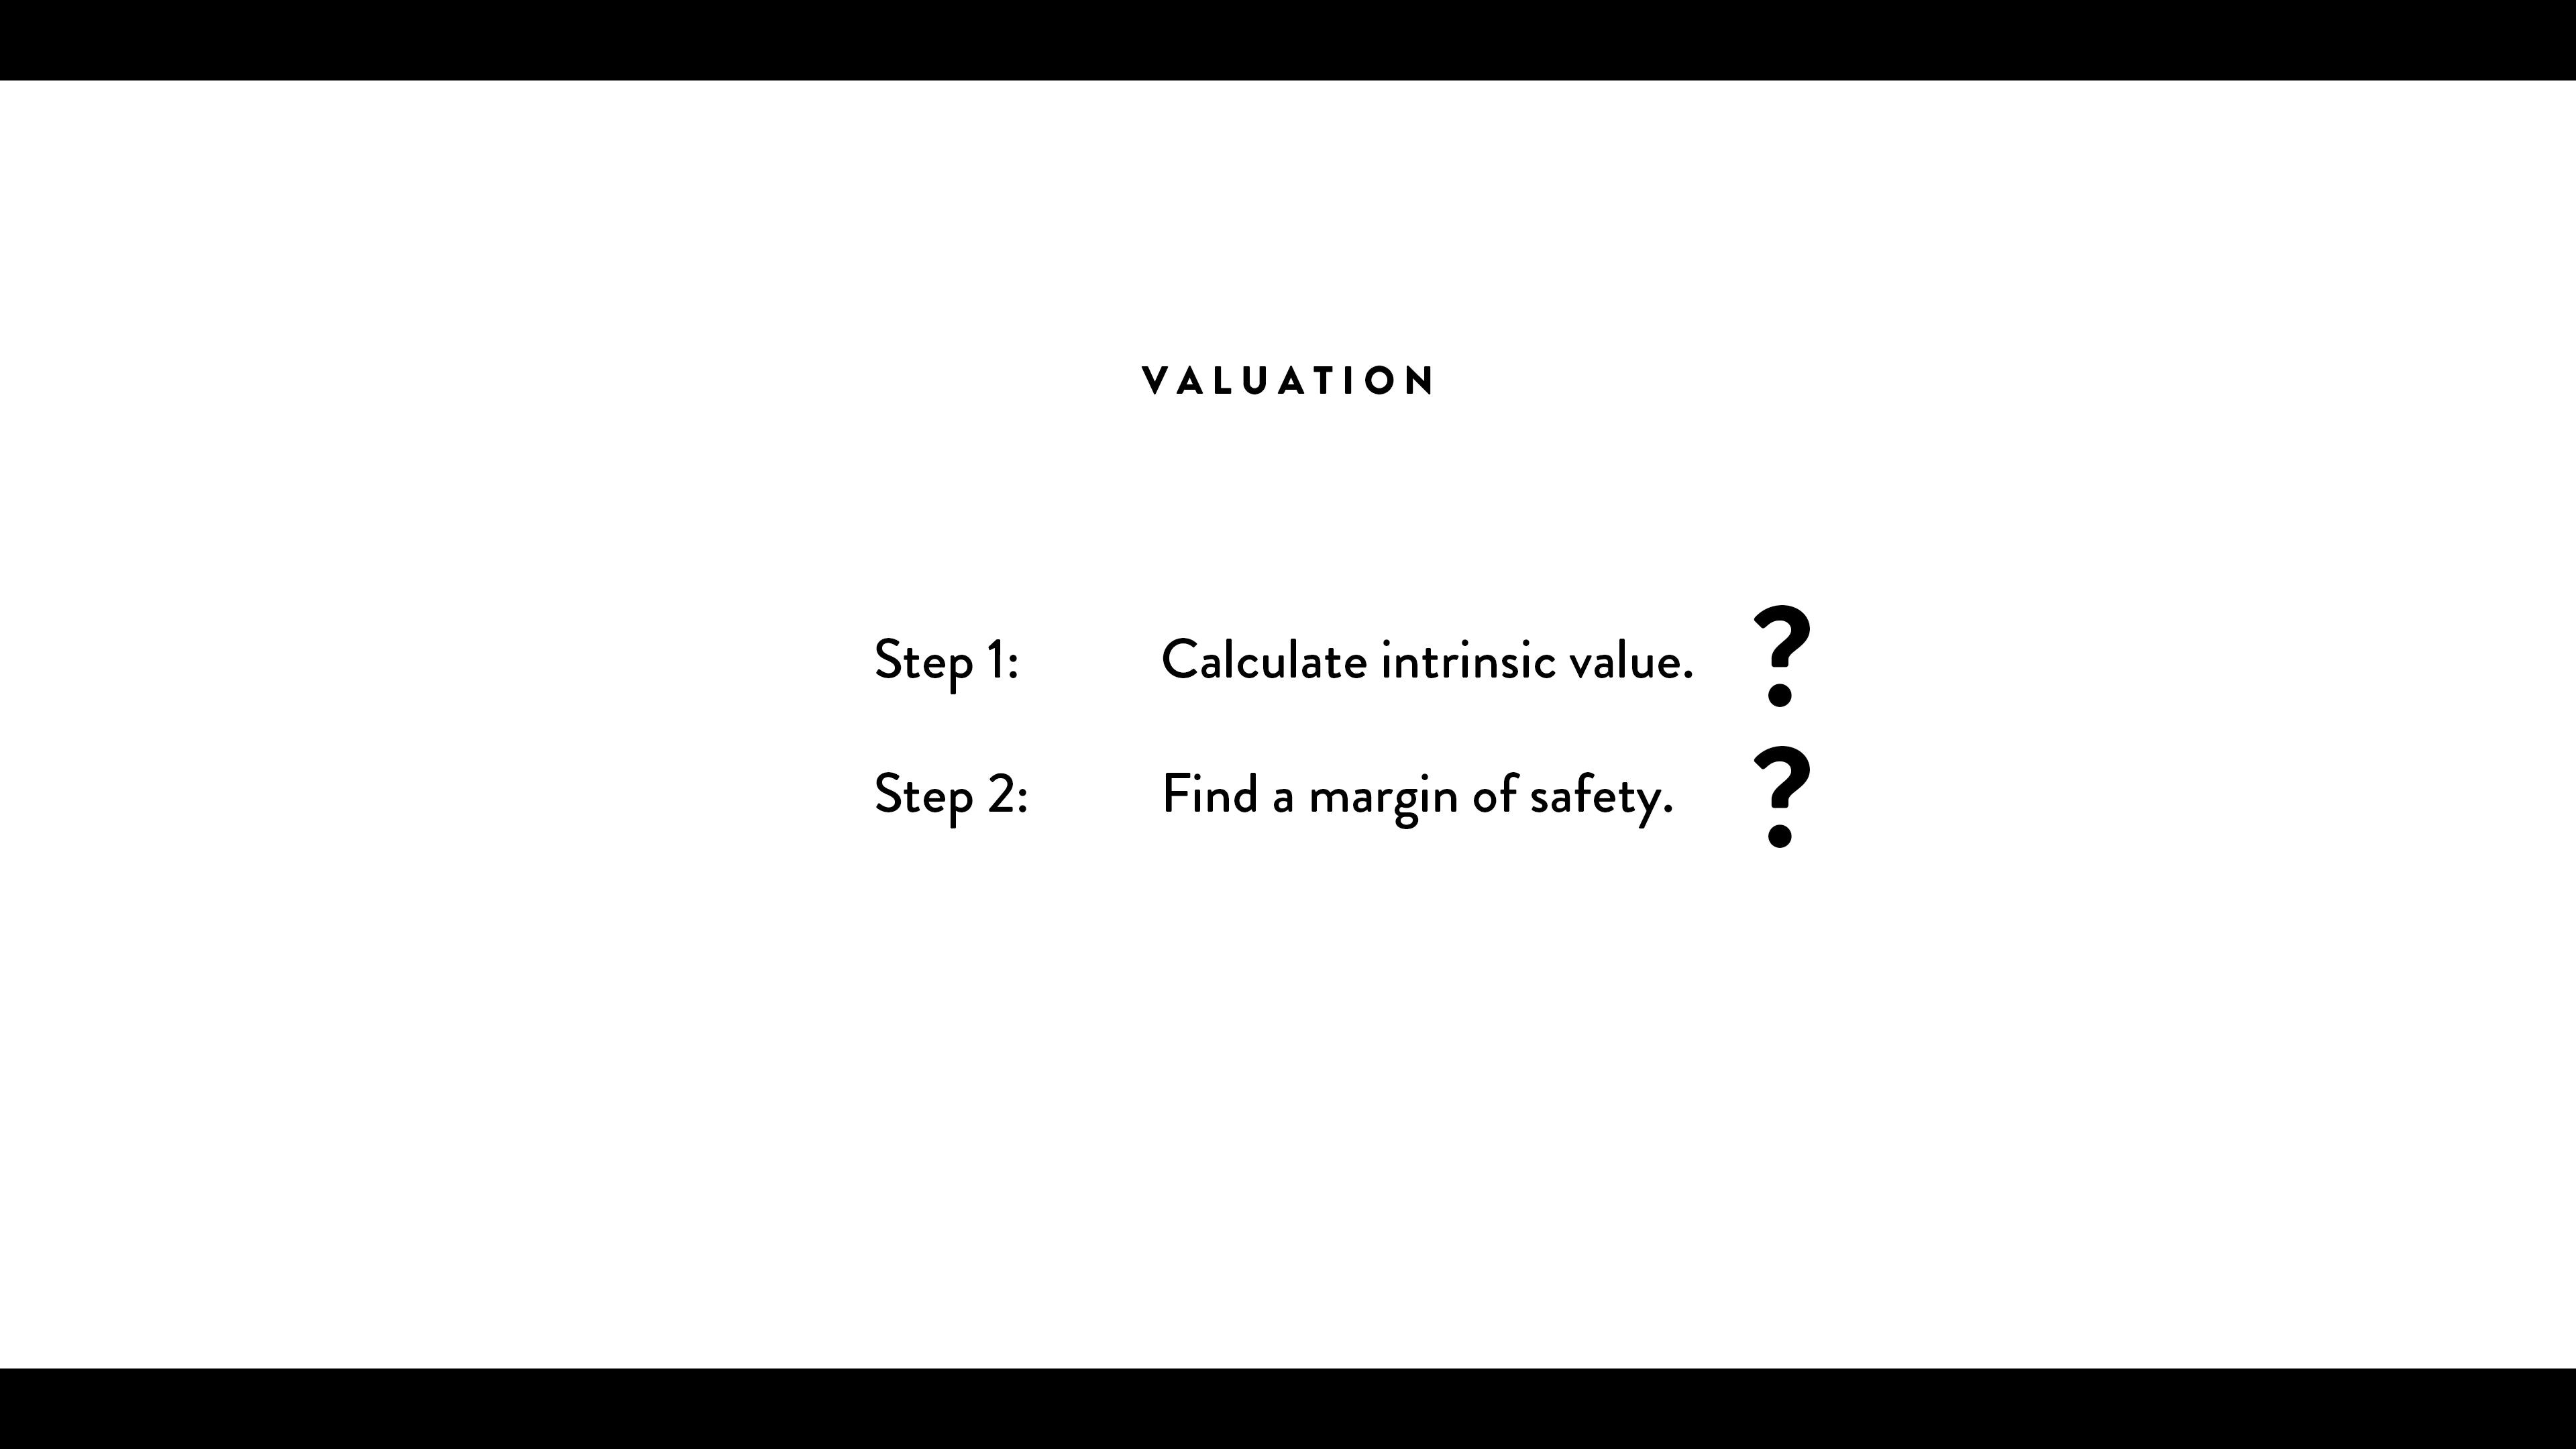 VALUATION
Step 1: Calculate intrinsic value. ?
Step 2: Find a margin of safety. ?